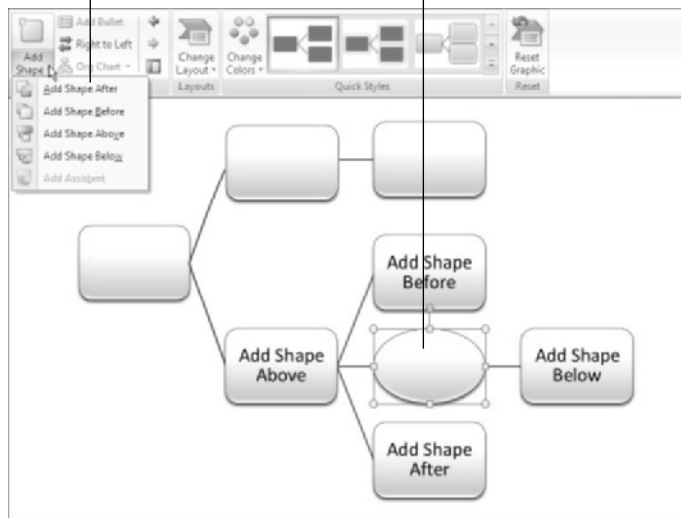 Add Bullet
Right to Left
Add
Shape
Org Chart
Change
Layout
Layouts
Change
Colors
Quick Styles
Reset
Graphic
Reset
Add Shape After
Add Shape Before
Add Shape Above
Add Shape Below
Add Assistant
Add Shape
Before
Add Shape
Above
Add Shape
Below
Add Shape
After